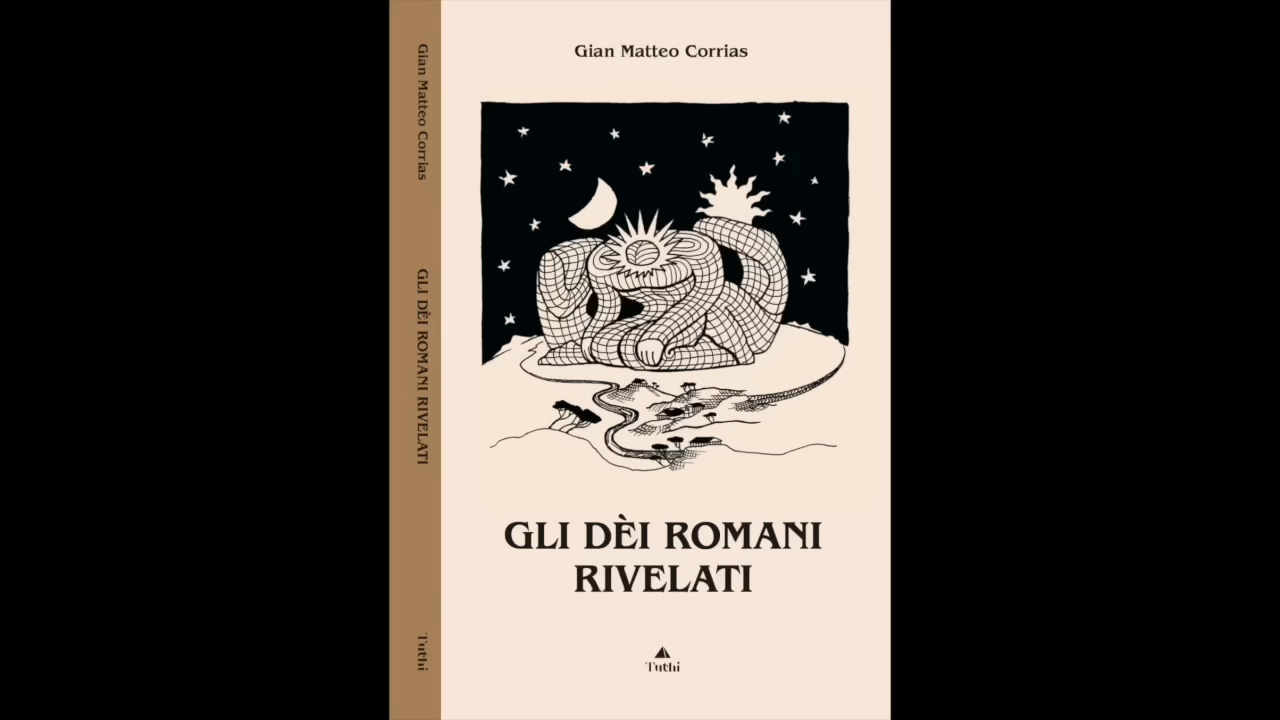 Gian Matteo Corrias
GLI DÈI ROMANI RIVELATI
Tuthi
Gian Matteo Corrias
GLI DÈI ROMANI
RIVELATI
Tuthi